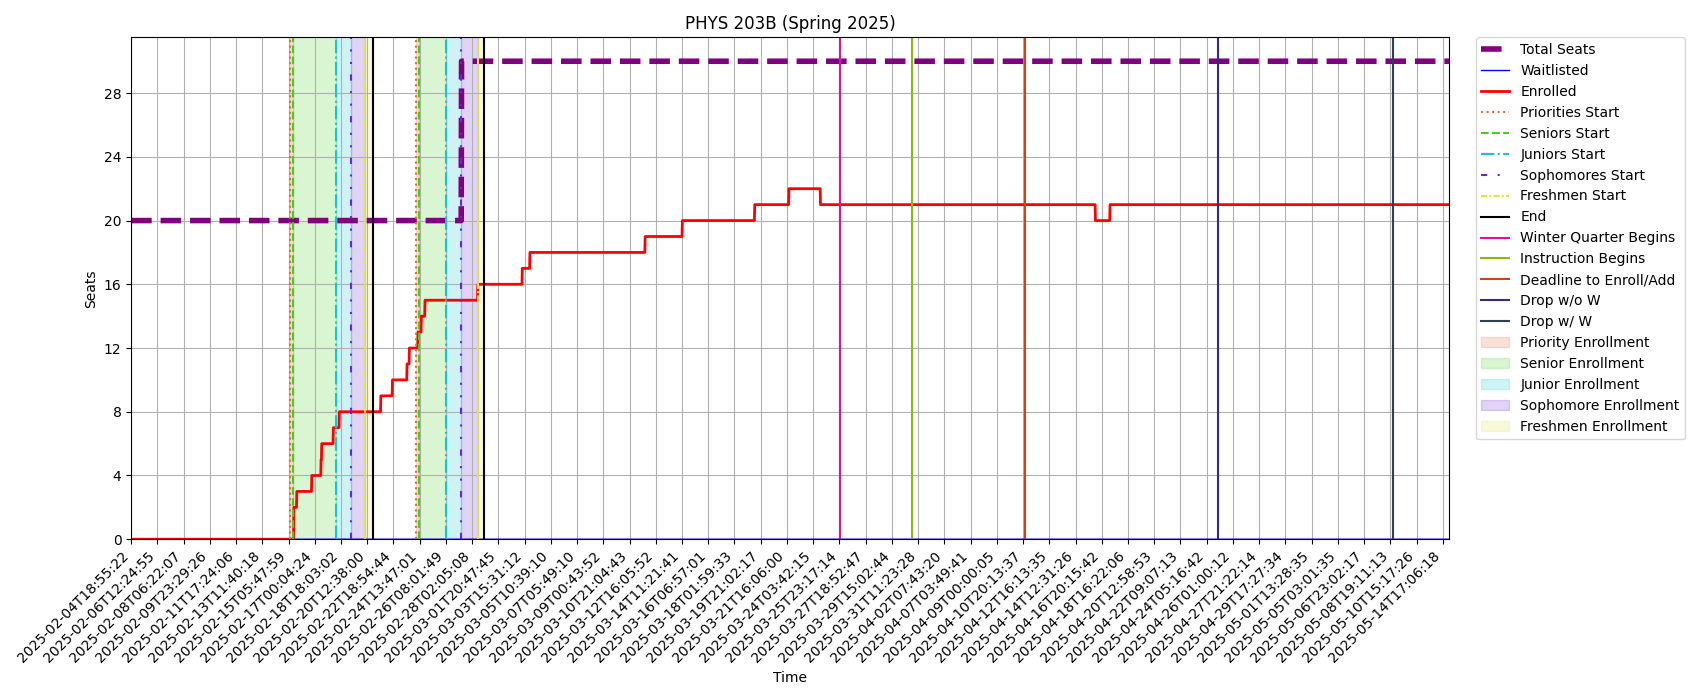 PHYS 203B (Spring 2025)
Seats
28
24
20
16
12
8
4
0
2025-02-04T18:55:22
2025-02-06T12:24:55
2025-02-08T06:22:07
2025-02-09T23:29:26
2025-02-11T17:24:06
2025-02-13T11:40:18
2025-02-15T05:47:59
2025-02-17T00:04:24
2025-02-18T18:03:02
2025-02-20T12:38:00
2025-02-22T18:54:44
2025-02-24T13:47:01
2025-02-26T08:01:49
2025-02-28T02:05:08
2025-03-01T20:47:45
2025-03-03T15:31:12
2025-03-05T10:39:10
2025-03-07T05:49:10
2025-03-09T00:43:52
2025-03-10T21:04:43
2025-03-12T16:05:52
2025-03-14T11:21:41
2025-03-16T06:57:01
2025-03-18T01:59:33
2025-03-19T21:02:17
2025-03-21T16:06:00
2025-03-24T03:42:15
2025-03-25T23:17:14
2025-03-27T18:52:47
2025-03-29T15:02:44
2025-03-31T11:23:28
2025-04-02T07:43:20
2025-04-07T03:49:41
2025-04-09T00:00:05
2025-04-10T20:13:37
2025-04-12T16:13:35
2025-04-14T12:31:26
2025-04-16T20:15:42
2025-04-18T16:22:06
2025-04-20T12:58:53
2025-04-22T09:07:13
2025-04-24T05:16:42
2025-04-26T01:00:12
2025-04-27T21:22:14
2025-04-29T17:27:34
2025-05-01T13:28:35
2025-05-05T03:01:35
2025-05-06T23:02:17
2025-05-08T19:11:13
2025-05-10T15:17:26
2025-05-14T17:06:18
Time
Total Seats
Waitlisted
Enrolled
Priorities Start
Seniors Start
Juniors Start
Sophomores Start
Freshmen Start
End
Winter Quarter Begins
Instruction Begins
Deadline to Enroll/Add
Drop w/o W
Drop w/ W
Priority Enrollment
Senior Enrollment
Junior Enrollment
Sophomore Enrollment
Freshmen Enrollment